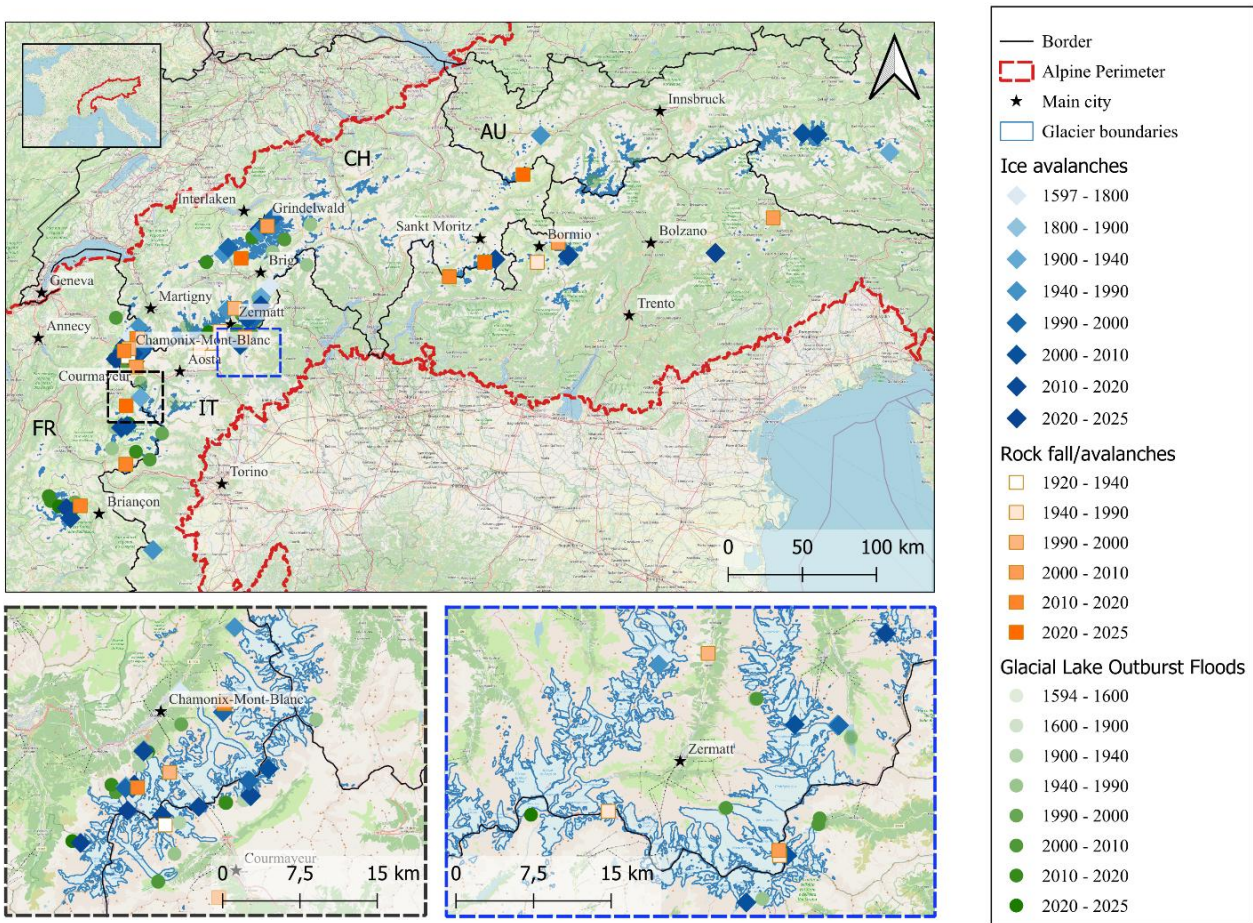 Innsbruck
AU
CH
Interlaken
Grindelwald
Sankt Moritz
Bormio
Bolzano
Brig
Geneva
Martigny
Zermatt
Trento
Annecy
Chamonix-Mont-Blanc
Aosta
Courmayeur
IT
FR
Torino
Briançon
0 50 100 km
Chamonix-Mont-Blanc
Courmayeur
0 7,5 15 km
Zermatt
0 7,5 15 km
Border
Alpine Perimeter
Main city
Glacier boundaries
Ice avalanches
1597 - 1800
1800 - 1900
1900 - 1940
1940 - 1990
1990 - 2000
2000 - 2010
2010 - 2020
2020 - 2025
Rock fall/avalanches
1920 - 1940
1940 - 1990
1990 - 2000
2000 - 2010
2010 - 2020
2020 - 2025
Glacial Lake Outburst Floods
1594 - 1600
1600 - 1900
1900 - 1940
1940 - 1990
1990 - 2000
2000 - 2010
2010 - 2020
2020 - 2025